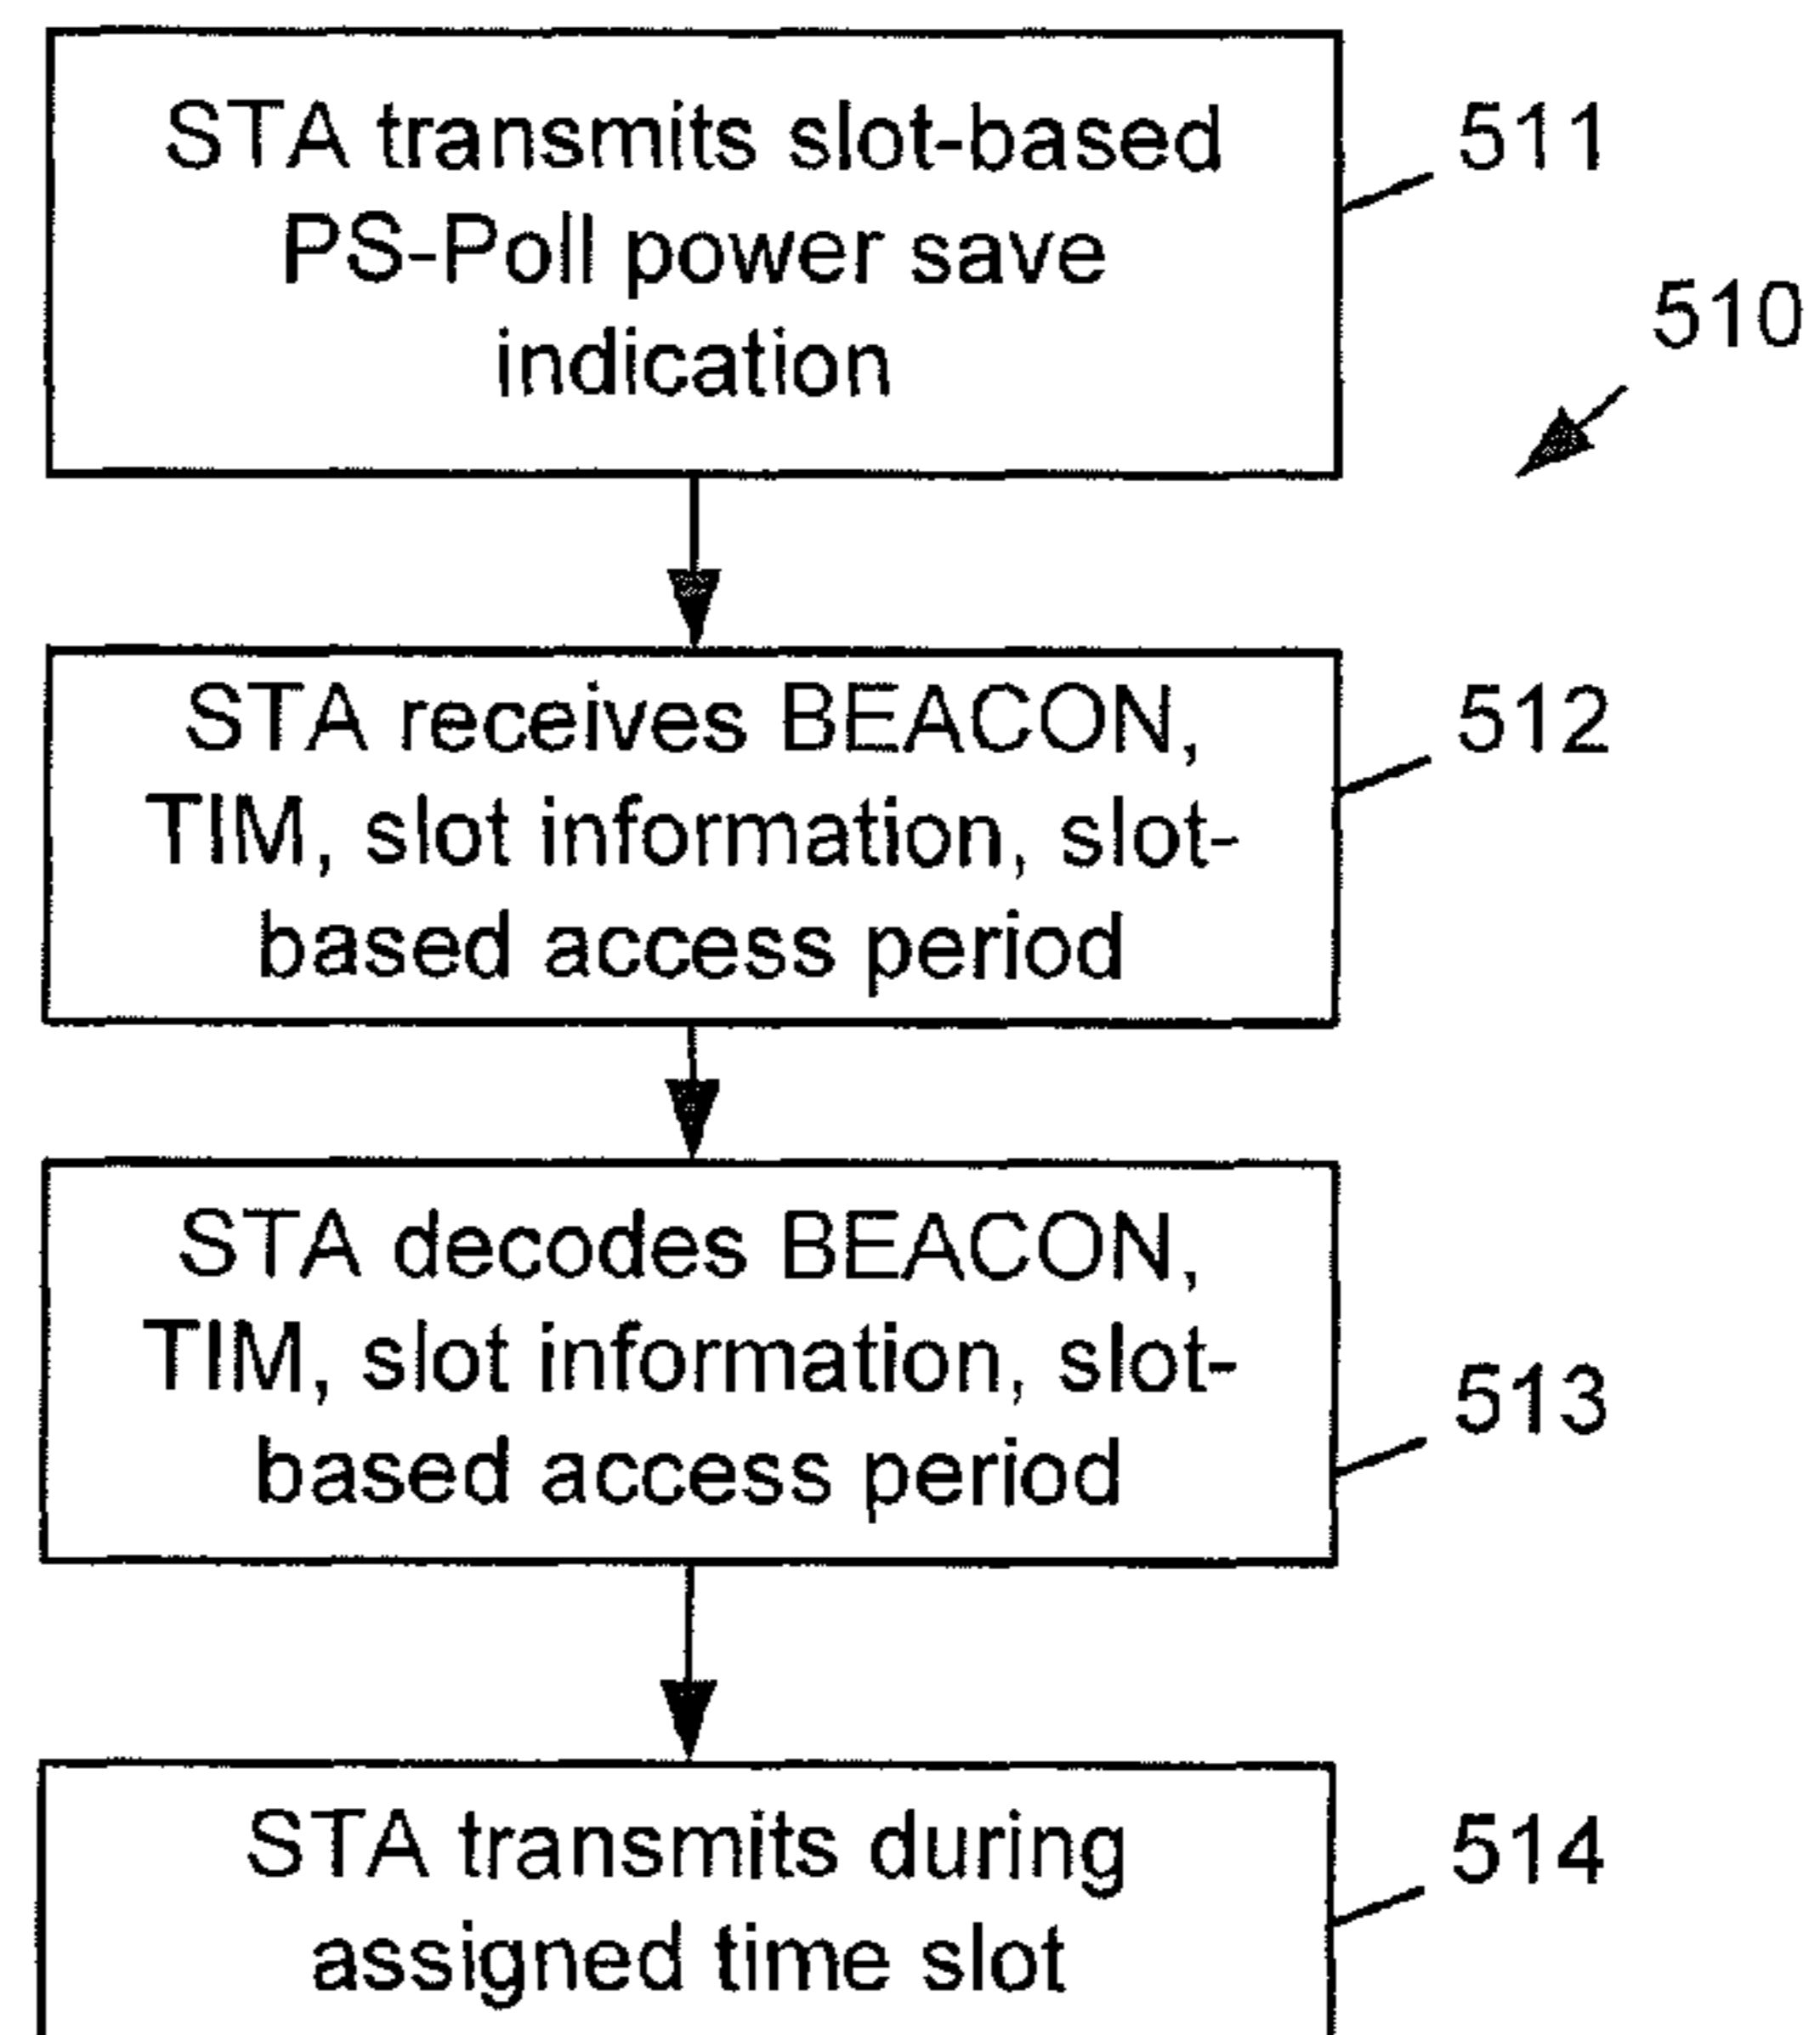 STA transmits slot-based
PS-Poll power save
indication
511
510
STA receives BEACON,
TIM, slot information, slot-
based access period
512
STA decodes BEACON,
TIM, slot information, slot-
based access period
513
STA transmits during
assigned time slot
514